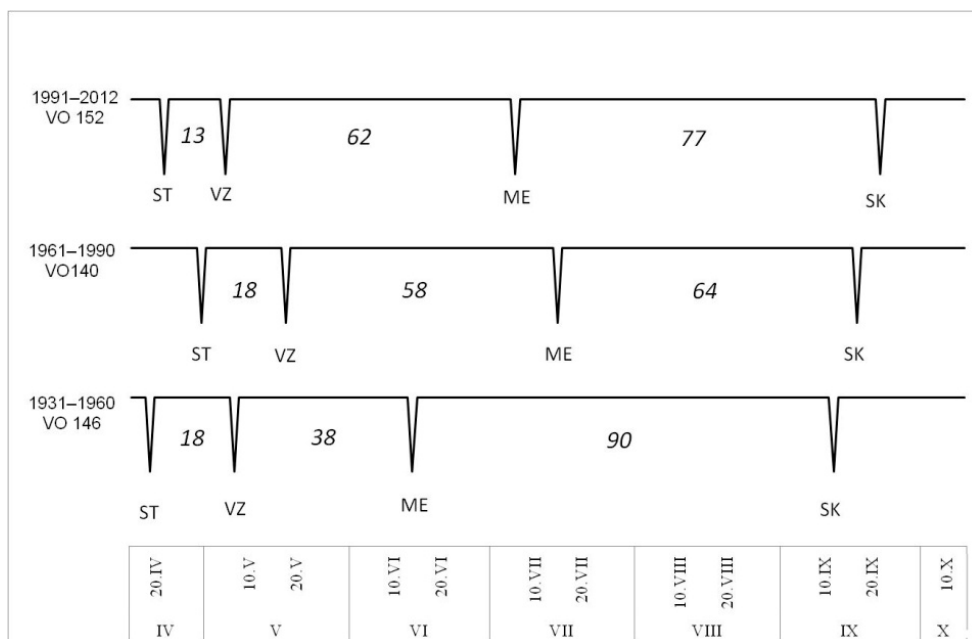 1991–2012
VO 152
13
62
77
ST
VZ
ME
SK
1961–1990
VO140
18
58
64
ST
VZ
ME
SK
1931–1960
VO 146
18
38
90
ST
VZ
ME
SK
20.IV
10.V
20.V
10.VI
20.VI
10.VII
20.VII
10.VIII
20.VIII
10.IX
20.IX
10.X
IV
V
VI
VII
VIII
IX
X